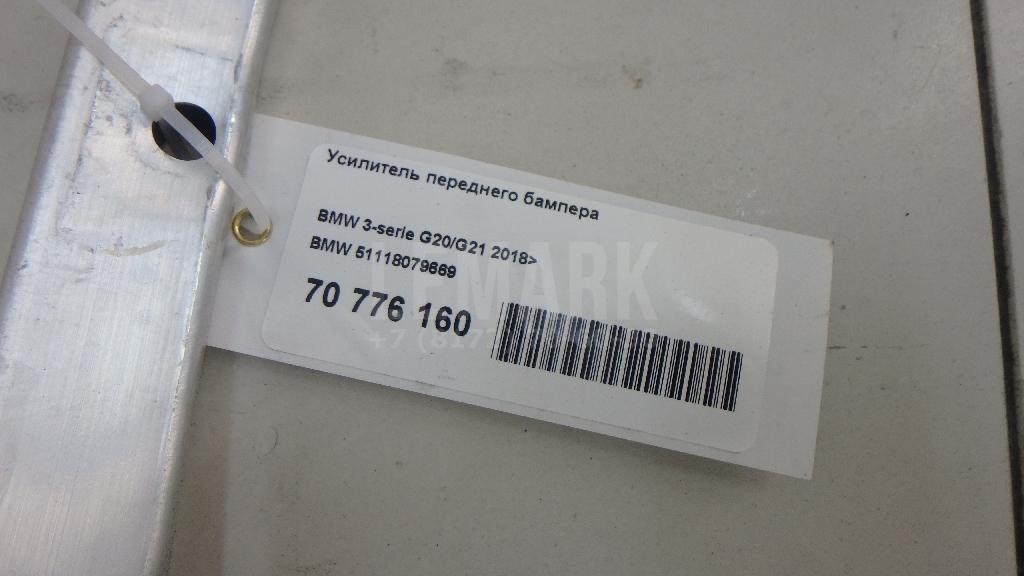 Усилитель переднего бампера
BMW 3-serie G20/G21 2018>
BMW 51118079669
70 776 160
LEMARK